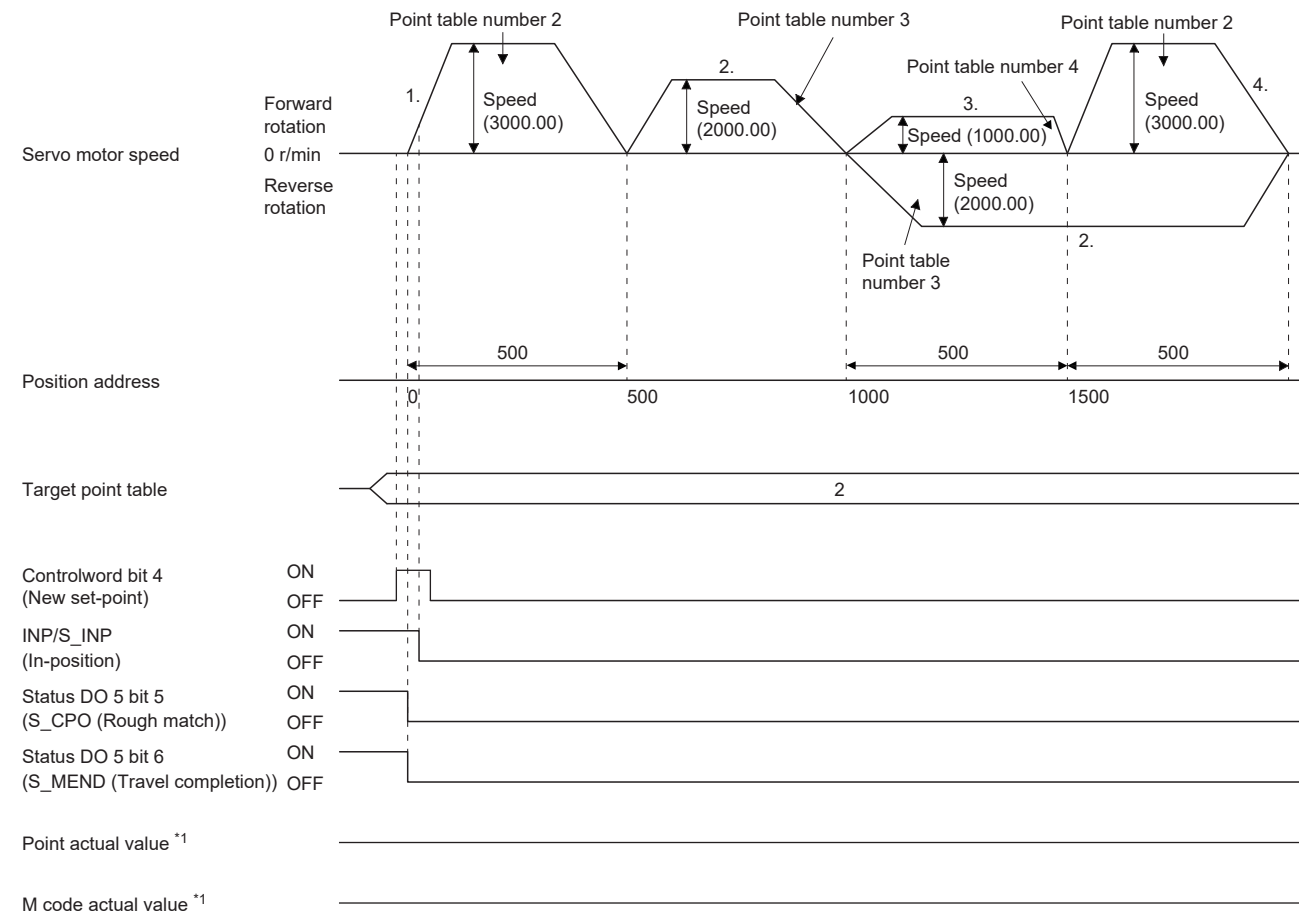 Point table number 2
Point table number 3
Point table number 2
2.
Point table number 4
1.
3.
4.
Forward
rotation
Speed
(3000.00)
Speed
(2000.00)
Speed (1000.00)
Speed
(3000.00)
Servo motor speed
0 r/min
Reverse
rotation
Speed
(2000.00)
2.
Point table
number 3
500
500
500
Position address
0
500
1000
1500
Target point table
2
Controlword bit 4
(New set-point)
ON
OFF
INP/S_INP
(In-position)
ON
OFF
Status DO 5 bit 5
(S_CPO (Rough match))
ON
OFF
Status DO 5 bit 6
(S_MEND (Travel completion))
ON
OFF
Point actual value *1
M code actual value *1